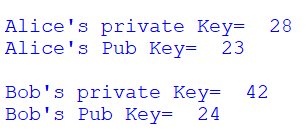 Alice's private Key=  28
Alice's Pub Key=  23
Bob's private Key=  42
Bob's Pub Key=  24